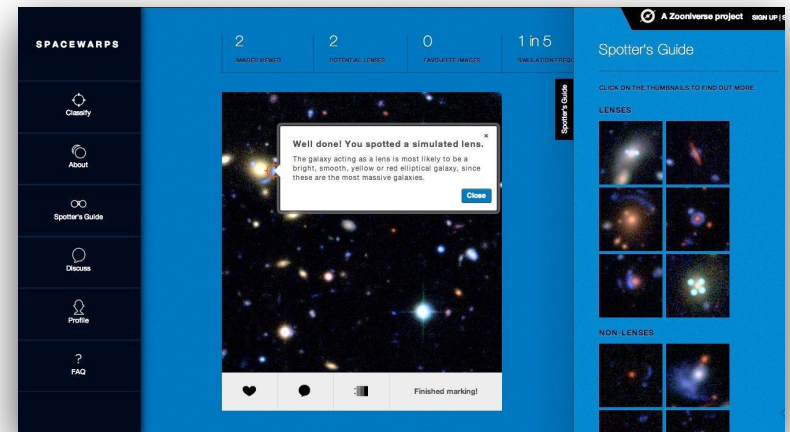 SPACEWARPS
Classify
About
Spotter's Guide
Discuss
Profile
?
FAQ
2
IMAGES VIEWED
2
POTENTIAL LENSES
0
FAVOURITE IMAGES
1 in 5
SIMULATION FREQU
Spotter's Guide
×
Well done! You spotted a simulated lens.
The galaxy acting as a lens is most likely to be a
bright, smooth, yellow or red elliptical galaxy, since
these are the most massive galaxies.
Close
Finished marking!
A Zooniverse project SIGN UP | S
Spotter's Guide
CLICK ON THE THUMBNAILS TO FIND OUT MORE
LENSES
NON-LENSES